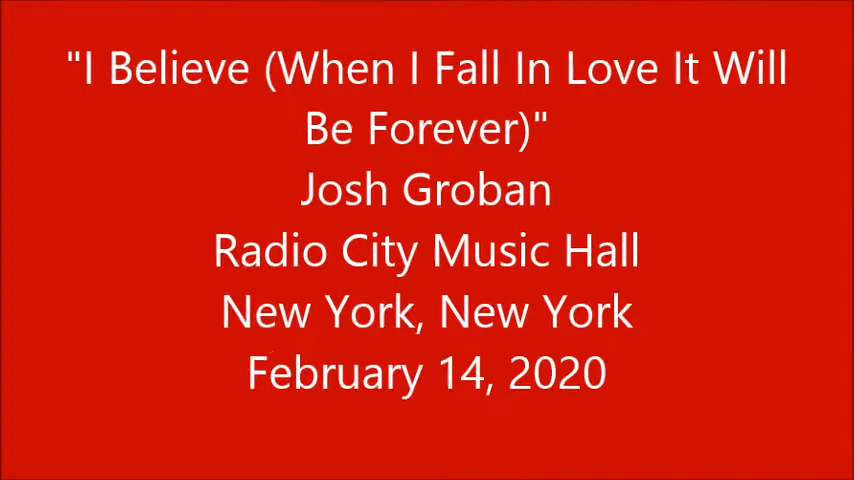 "I Believe (When I Fall In Love It Will
Be Forever)"
Josh Groban
Radio City Music Hall
New York, New York
February 14, 2020